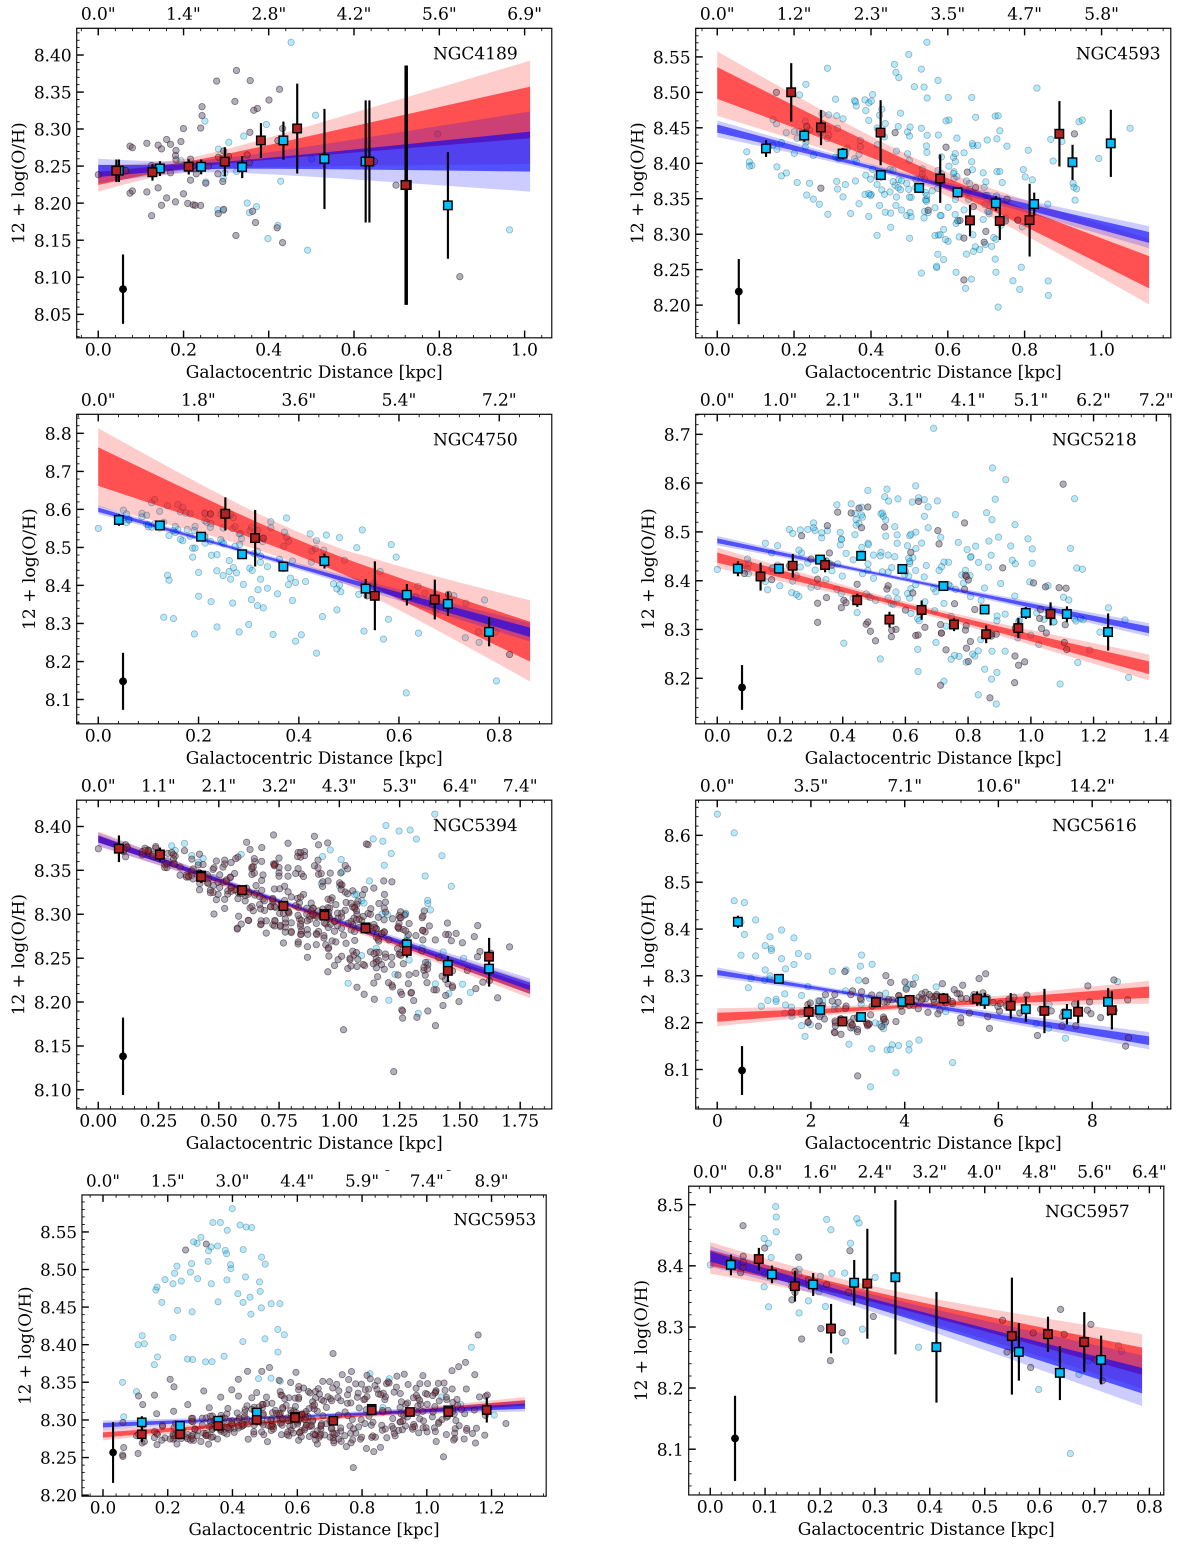 0.0" 1.4" 2.8" 4.2" 5.6" 6.9"
NGC4189
12 + log(O/H)
8.40
8.35
8.30
8.25
8.20
8.15
8.10
8.05
0.0 0.2 0.4 0.6 0.8 1.0
Galactocentric Distance [kpc]
0.0" 1.2" 2.3" 3.5" 4.7" 5.8"
NGC4593
12 + log(O/H)
8.55
8.50
8.45
8.40
8.35
8.30
8.25
8.20
0.0 0.2 0.4 0.6 0.8 1.0
Galactocentric Distance [kpc]
0.0" 1.8" 3.6" 5.4" 7.2"
NGC4750
12 + log(O/H)
8.8
8.7
8.6
8.5
8.4
8.3
8.2
8.1
0.0 0.2 0.4 0.6 0.8
Galactocentric Distance [kpc]
0.0" 1.0" 2.1" 3.1" 4.1" 5.1" 6.2" 7.2"
NGC5218
12 + log(O/H)
8.7
8.6
8.5
8.4
8.3
8.2
0.0 0.2 0.4 0.6 0.8 1.0 1.2 1.4
Galactocentric Distance [kpc]
0.0" 1.1" 2.1" 3.2" 4.3" 5.3" 6.4" 7.4"
NGC5394
12 + log(O/H)
8.40
8.35
8.30
8.25
8.20
8.15
8.10
0.00 0.25 0.50 0.75 1.00 1.25 1.50 1.75
Galactocentric Distance [kpc]
0.0" 3.5" 7.1" 10.6" 14.2"
NGC5616
12 + log(O/H)
8.6
8.5
8.4
8.3
8.2
8.1
0 2 4 6 8
Galactocentric Distance [kpc]
0.0" 1.5" 3.0" 4.4" 5.9" 7.4" 8.9"
NGC5953
12 + log(O/H)
8.55
8.50
8.45
8.40
8.35
8.30
8.25
8.20
0.0 0.2 0.4 0.6 0.8 1.0 1.2
Galactocentric Distance [kpc]
0.0" 0.8" 1.6" 2.4" 3.2" 4.0" 4.8" 5.6" 6.4"
NGC5957
12 + log(O/H)
8.5
8.4
8.3
8.2
8.1
0.0 0.1 0.2 0.3 0.4 0.5 0.6 0.7 0.8
Galactocentric Distance [kpc]